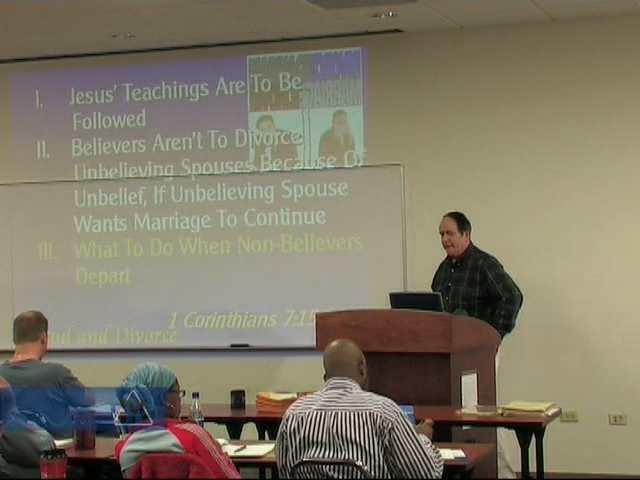 I. Jesus' Teachings Are To Be
Followed
II. Believers Aren't To Divorce
Unbelieving Spouses Because Of
Unbelief, If Unbelieving Spouse
Wants Marriage To Continue
III. What To Do When Non-Believers
Depart
1 Corinthians 7:15
and Divorce